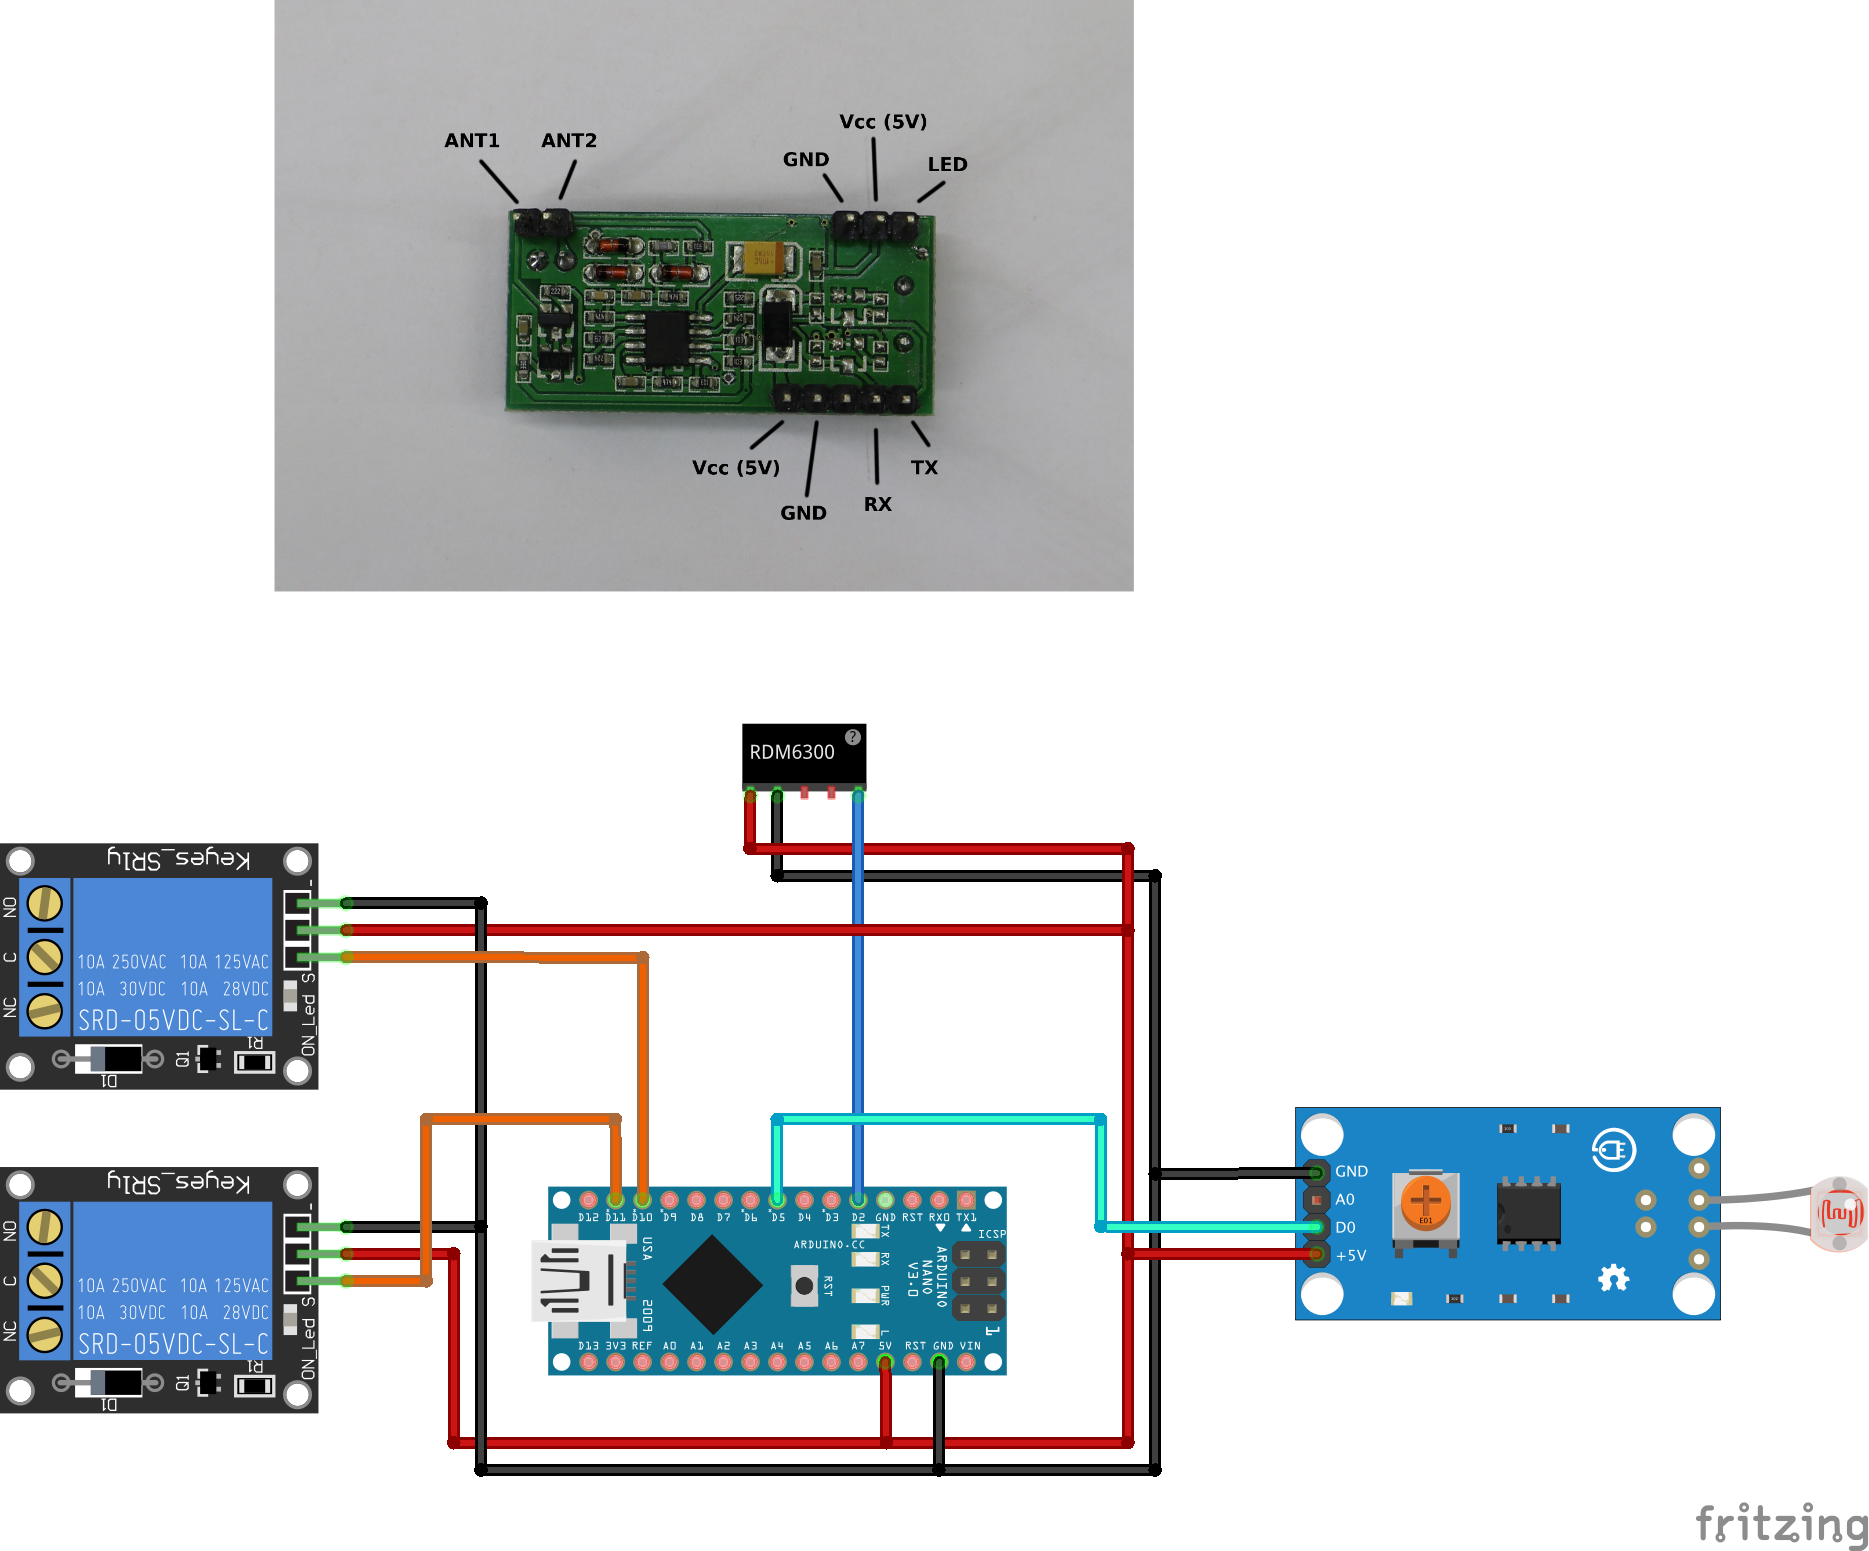 Vcc (5V)
ANT1
ANT2
GND
LED
Vcc (5V)
TX
RX
GND
RDM6300
?
Keyes_SR1y
-
NO
C
NC
10A 250VAC 10A 125VAC
10A 30VDC 10A 28VDC
SRD-05VDC-SL-C
S
ON_Led
R1
Q1
D1
Keyes_SR1y
-
NO
C
NC
10A 250VAC 10A 125VAC
10A 30VDC 10A 28VDC
SRD-05VDC-SL-C
S
ON_Led
R1
Q1
D1
D12 D11 D10 D9 D8 D7 D6 D5 D4 D3 D2 GND RST RX0 TX1
ICSP
TX
RX
PWR
L
ARDUINO.CC
ARDUINO
NANO
V3.0
USA
2009
RST
1
D13 3V3 REF A0 A1 A2 A3 A4 A5 A6 A7 5V RST GND VIN
GND
A0
D0
+5V
E01
fritzing